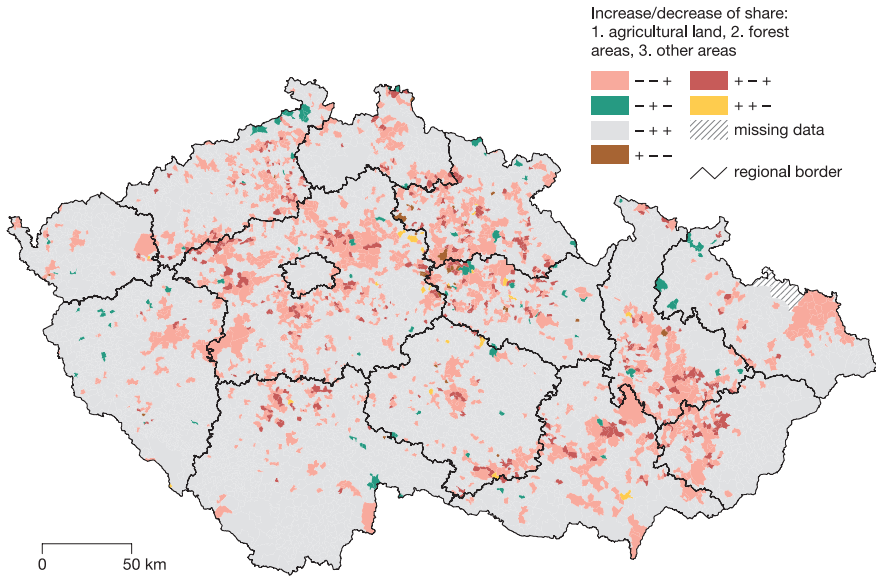 Increase/decrease of share:
1. agricultural land, 2. forest
areas, 3. other areas
– – +
+ – +
– + –
+ + –
– + +
missing data
+ – –
regional border
0 50 km